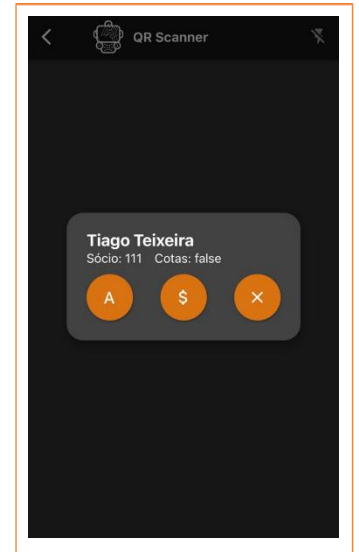 QR Scanner
Tiago Teixeira
Sócio: 111 Cotas: false
A $ ×